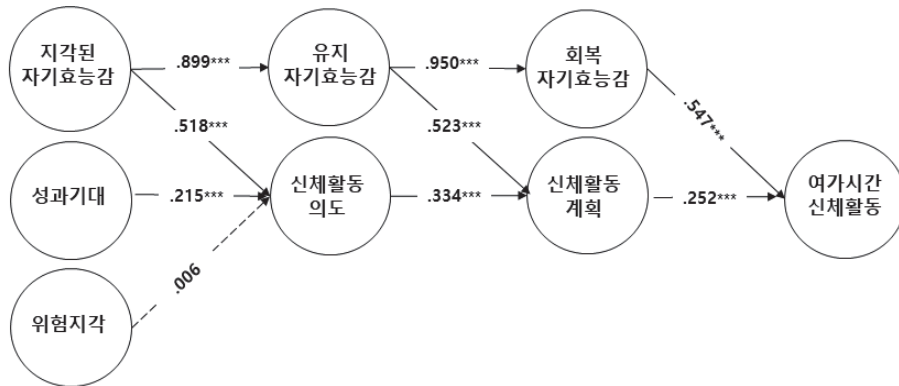 지각된
자기효능감
.899***
유지
자기효능감
.950***
회복
자기효능감
.518***
.523***
.547***
성과기대
.215***
신체활동
의도
.334***
신체활동
계획
.252***
여가시간
신체활동
.006
위험지각